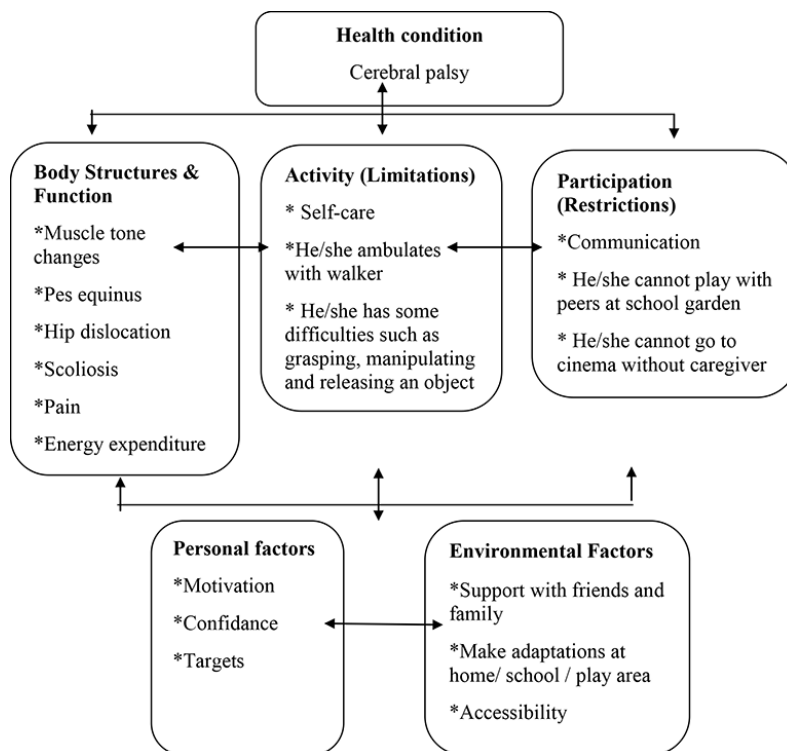 Health condition
Cerebral palsy
Body Structures &
Function
*Muscle tone
changes
*Pes equinus
*Hip dislocation
*Scoliosis
*Pain
*Energy expenditure
Activity (Limitations)
* Self-care
*He/she ambulates
with walker
* He/she has some
difficulties such as
grasping, manipulating
and releasing an object
Participation
(Restrictions)
*Communication
* He/she cannot play with
peers at school garden
* He/she cannot go to
cinema without caregiver
Personal factors
*Motivation
*Confidance
*Targets
Environmental Factors
*Support with friends and
family
*Make adaptations at
home/ school / play area
*Accessibility